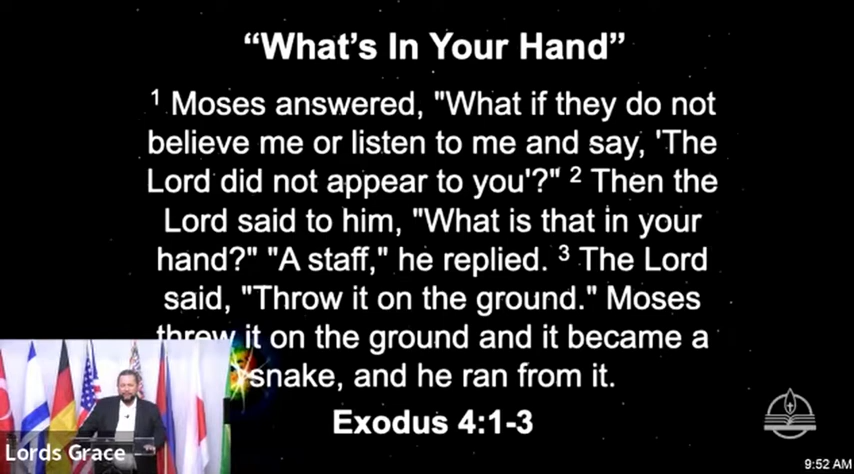 “What’s In Your Hand”
1 Moses answered, "What if they do not
believe me or listen to me and say, 'The
Lord did not appear to you'?" 2 Then the
Lord said to him, "What is that in your
hand?" "A staff," he replied. 3 The Lord
said, "Throw it on the ground." Moses
threw it on the ground and it became a
snake, and he ran from it.
Exodus 4:1-3
Lords Grace
9:52 AM